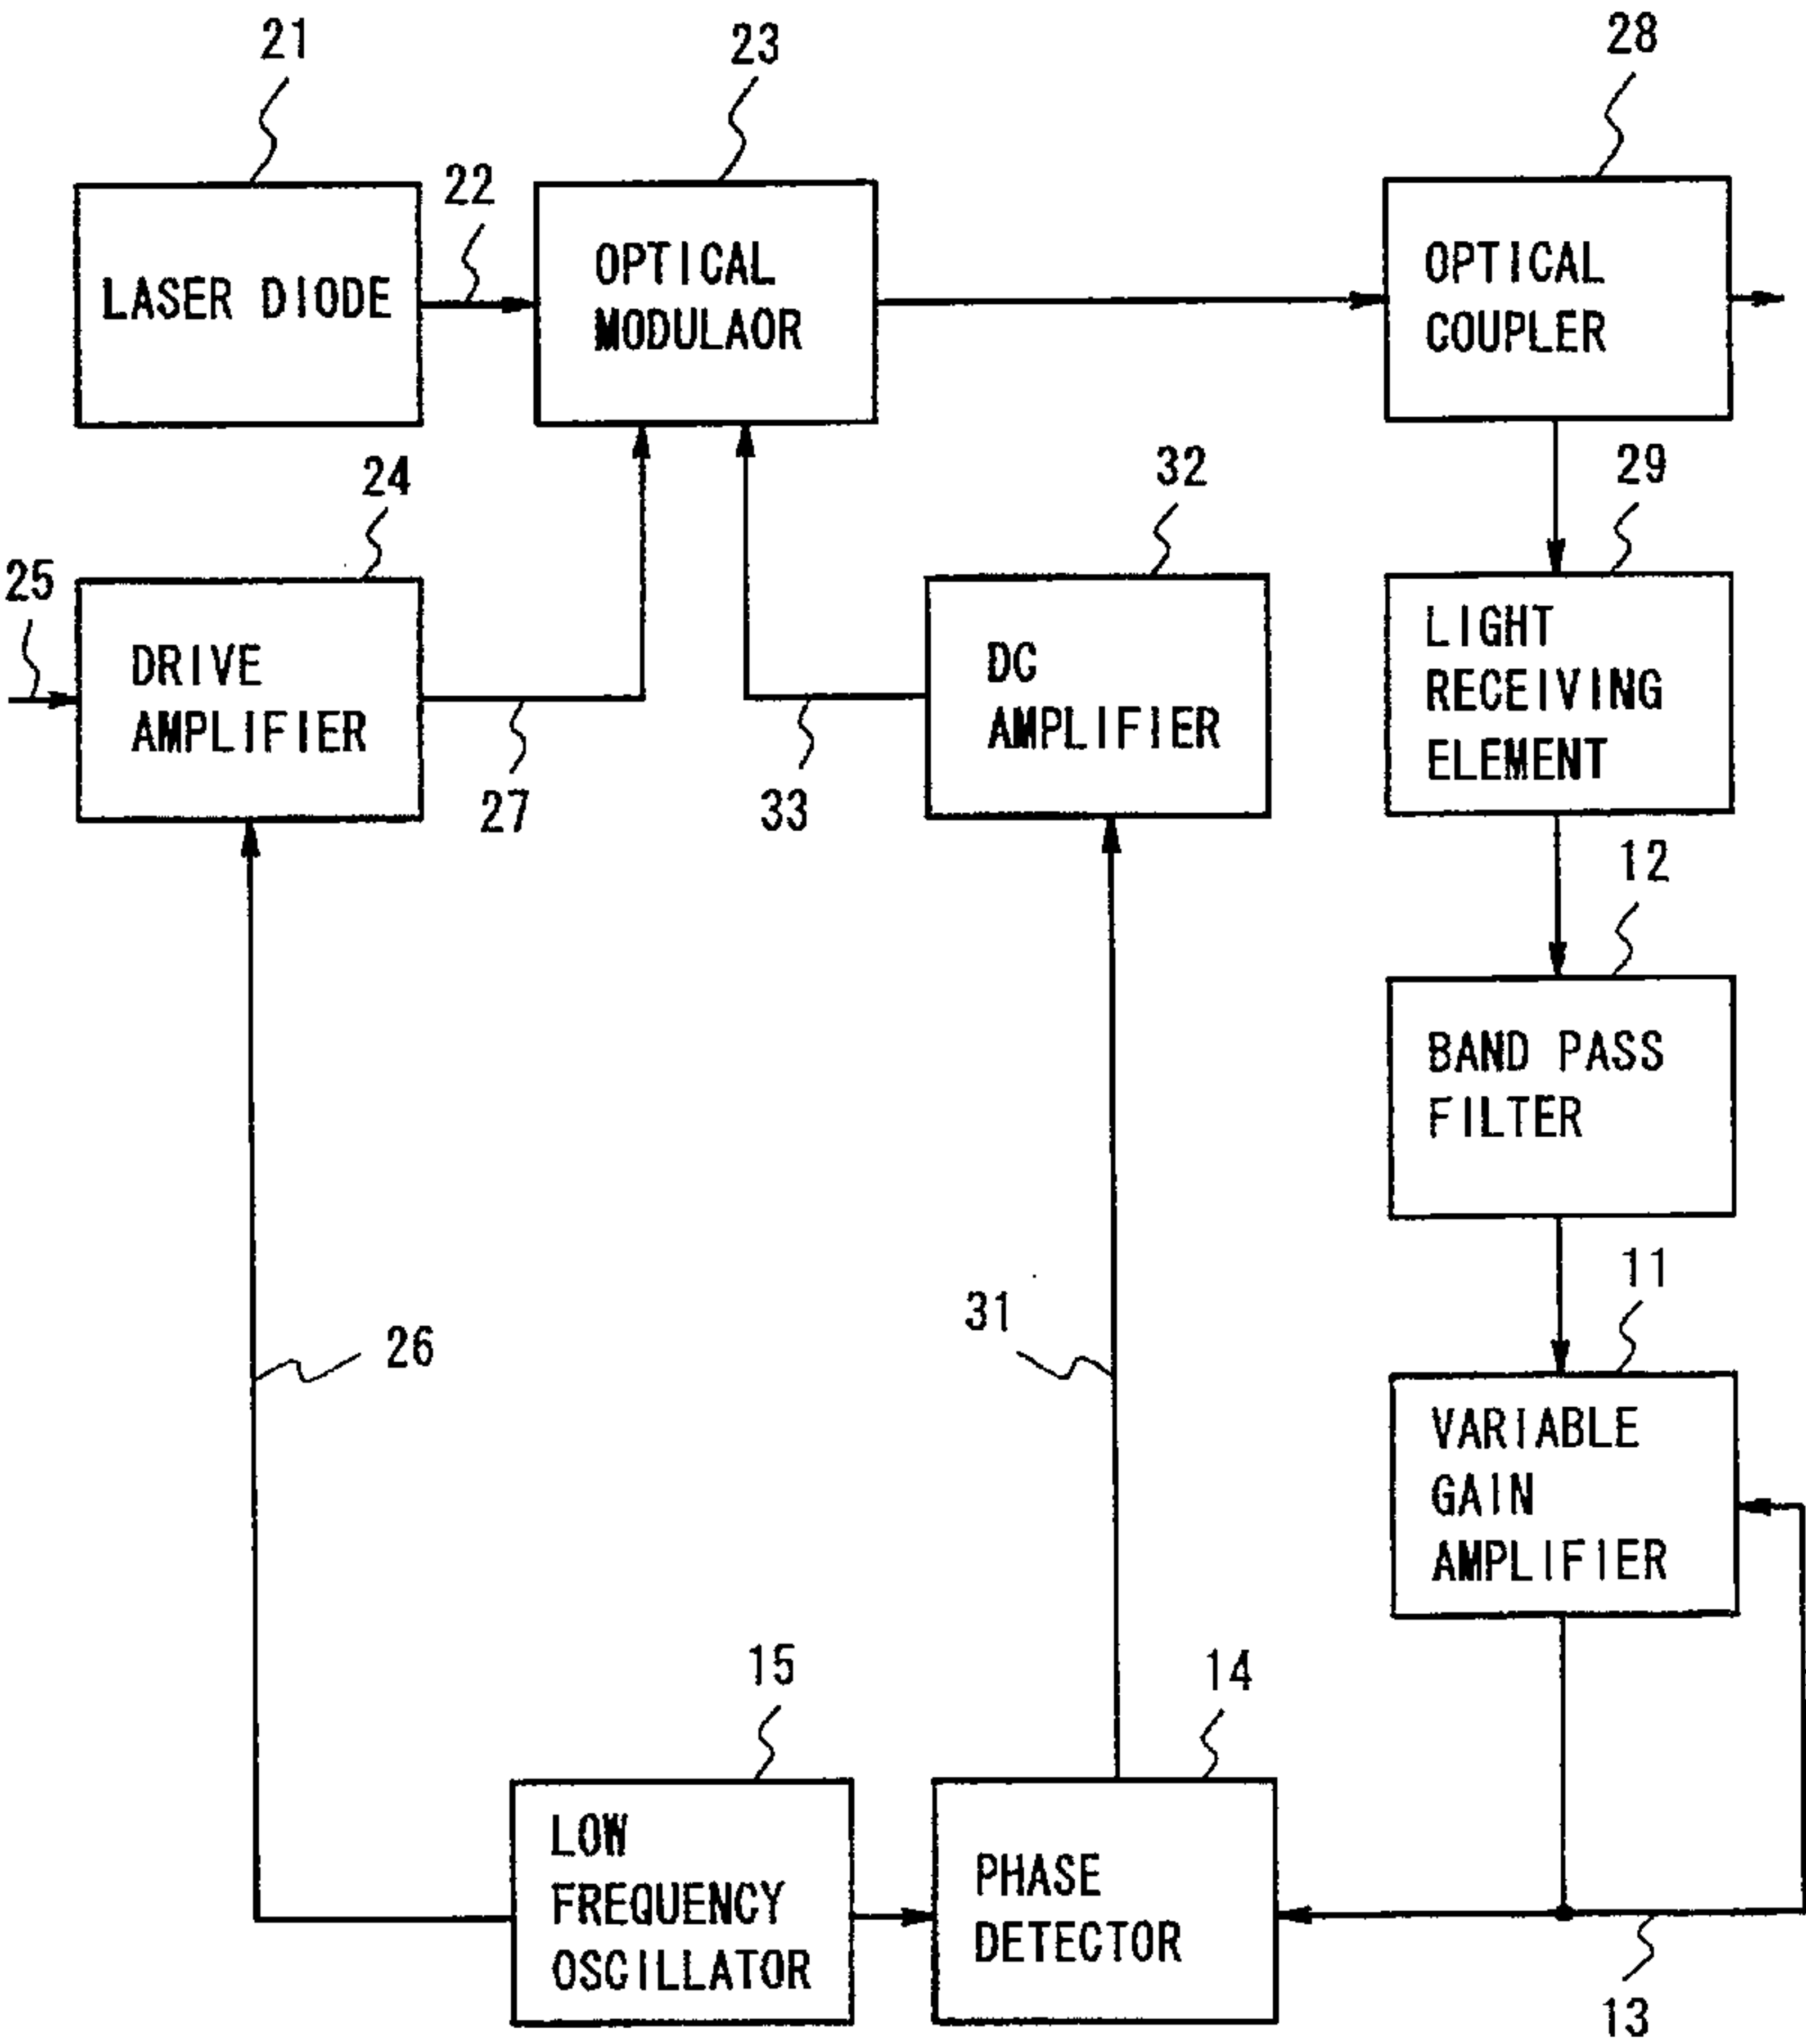 21
23
28
22
LASER DIODE
OPTICAL
MODULAOR
OPTICAL
COUPLER
24
32
29
25
DRIVE
AMPLIFIER
DC
AMPLIFIER
LIGHT
RECEIVING
ELEMENT
27
33
12
BAND PASS
FILTER
11
26
31
VARIABLE
GAIN
AMPLIFIER
15
14
LOW
FREQUENCY
OSCILLATOR
PHASE
DETECTOR
13